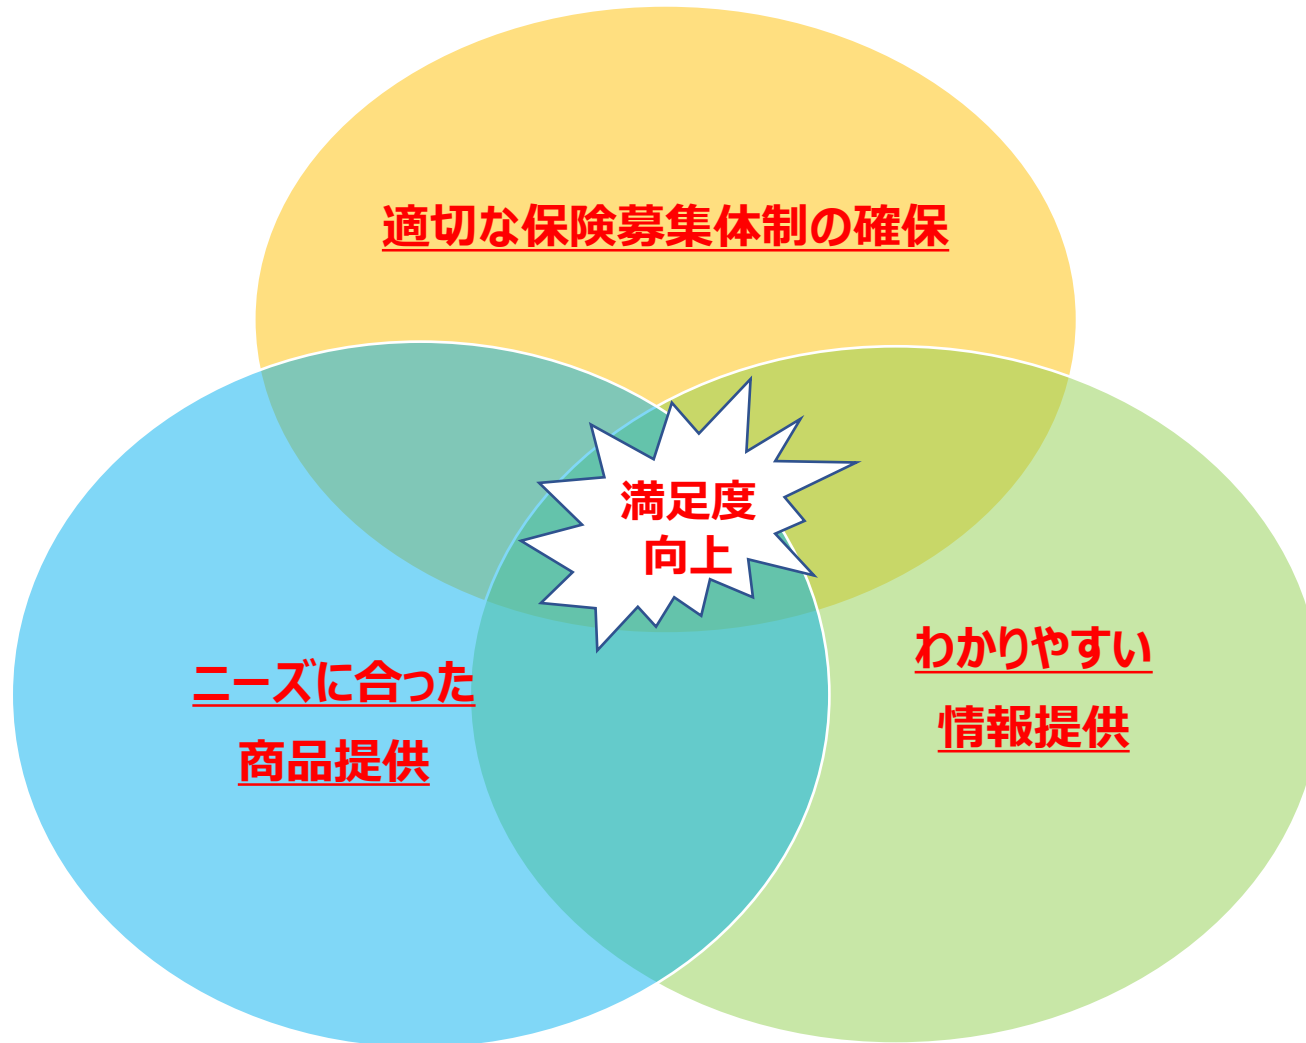 適切な保険募集体制の確保
満足度
向上
ニーズに合った
商品提供
わかりやすい
情報提供